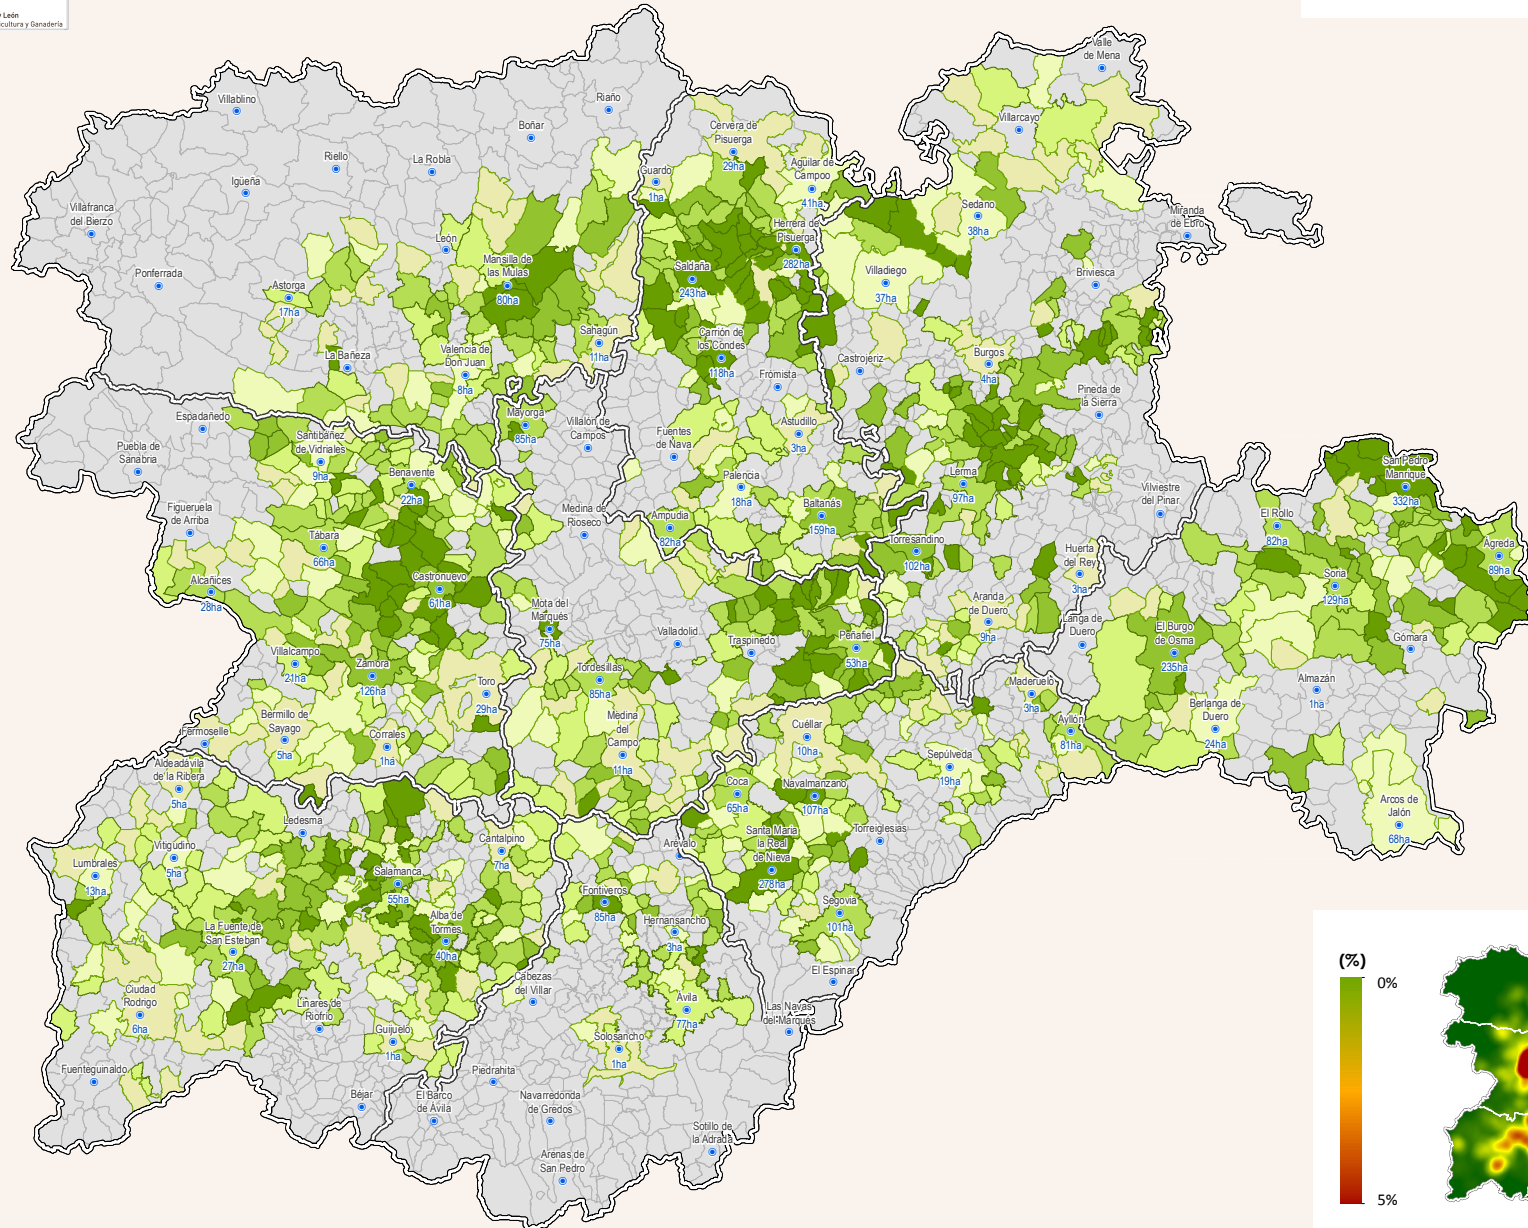 y León
icultura y Ganadería
Valle
de Mena
Villablino
Riaño
Boñar
Villarcayo
Cervera de
Pisuerga
29ha
Riello
La Robla
Guardo
1ha
Aguilar de
Campoo
41ha
Igüeña
Villafranca
del Bierzo
León
Sedano
38ha
Miranda
de Ebro
Herrera de
Pisuerga
282ha
Ponferrada
Mansilla de
las Mulas
80ha
Saldaña
243ha
Villadiego
37ha
Briviesca
Astorga
17ha
Sahagún
11ha
Carrión de
los Condes
118ha
La Bañeza
Valencia de
Don Juan
8ha
Castrojeriz
Burgos
4ha
Frómista
Pineda de
la Sierra
Espadañedo
Mayorga
85ha
Villalón de
Campos
Fuentes
de Nava
Astudillo
3ha
Puebla de
Sanabria
Santibáñez
de Vidriales
9ha
Benavente
22ha
Palencia
18ha
Lerma
97ha
San Pedro
Manrique
332ha
Vilviestre
del Pinar
Figueruela
de Arriba
Medina de
Rioseco
Ampudia
82ha
Baltanás
159ha
El Rollo
82ha
Tábara
66ha
Torresandino
102ha
Huerta
del Rey
3ha
Ágreda
89ha
Alcañices
28ha
Castronuevo
61ha
Soria
129ha
Mota del
Marqués
75ha
Aranda
de Duero
9ha
Langa de
Duero
El Burgo
de Osma
235ha
Gómara
Valladolid
Traspinedo
Peñafiel
53ha
Villalcampo
21ha
Zamora
126ha
Toro
29ha
Tordesillas
85ha
Maderuelo
3ha
Almazán
1ha
Berlanga de
Duero
24ha
Fermoselle
Bermillo de
Sayago
5ha
Corrales
1ha
Medina
del
Campo
11ha
Cuéllar
10ha
Ayllón
81ha
Sepúlveda
19ha
Aldeadávila
de la Ribera
5ha
Coca
65ha
Navalmanzano
107ha
Arcos de
Jalón
68ha
Ledesma
Cantalpino
7ha
Arévalo
Santa María
la Real
de Nieva
278ha
Torreiglesias
Vitigudino
5ha
Lumbrales
13ha
Salamanca
55ha
Fontiveros
85ha
Segovia
101ha
La Fuente de
San Esteban
27ha
Alba de
Tormes
40ha
Hernansancho
3ha
El Espinar
Cabezas
del Villar
Ciudad
Rodrigo
6ha
Linares de
Riofrío
Ávila
77ha
Las Navas
del Marqués
Guijuelo
1ha
Solosancho
1ha
Fuenteguinaldo
Piedrahita
Béjar
El Barco
de Ávila
Navarredonda
de Gredos
Sotillo de
la Adrada
Arenas de
San Pedro
(%)
0%
5%